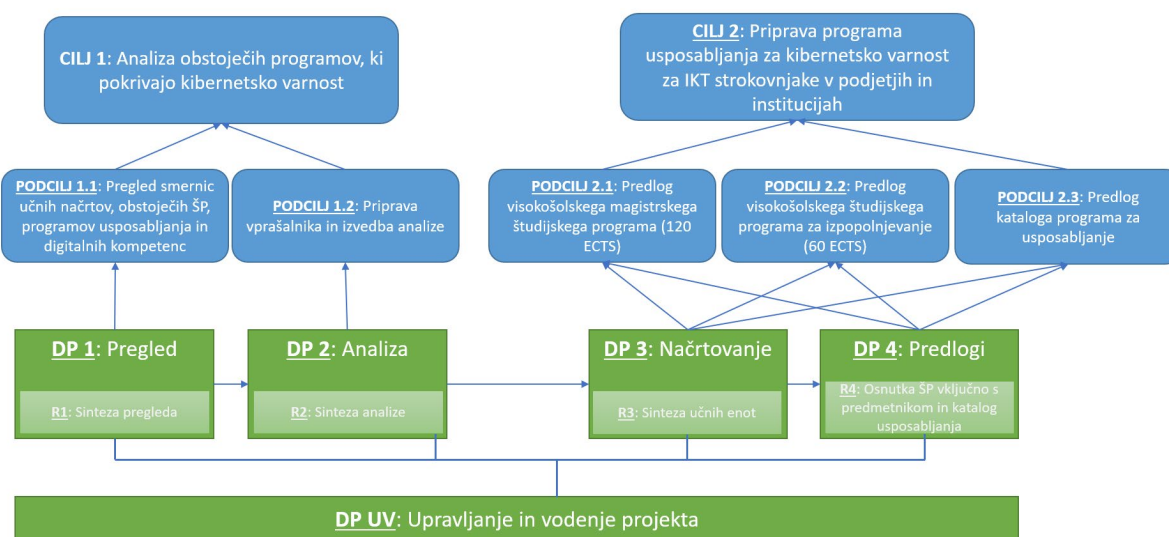 CILJ 1: Analiza obstoječih programov, ki
pokrivajo kibernetsko varnost
CILJ 2: Priprava programa
usposabljanja za kibernetsko varnost
za IKT strokovnjake v podjetjih in
institucijah
PODCILJ 1.1: Pregled smernic
učnih načrtov, obstoječih ŠP,
programov usposabljanja in
digitalnih kompetenc
PODCILJ 1.2: Priprava
vprašalnika in izvedba analize
PODCILJ 2.1: Predlog
visokošolskega magistrskega
študijskega programa (120
ECTS)
PODCILJ 2.2: Predlog
visokošolskega študijskega
programa za izpopolnjevanje
(60 ECTS)
PODCILJ 2.3: Predlog
kataloga programa za
usposabljanje
DP 1: Pregled
R1: Sinteza pregleda
DP 2: Analiza
R2: Sinteza analize
DP 3: Načrtovanje
R3: Sinteza učnih enot
DP 4: Predlogi
R4: Osnutka ŠP vključno s
predmetnikom in katalog
usposabljanja
DP UV: Upravljanje in vodenje projekta